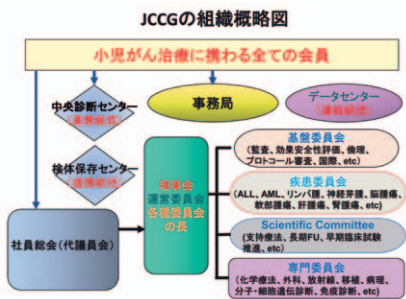 JCCGの組織概略図
小児がん治療に携わる全ての会員
中央診断センター
(連携組信)
事務局
データセンター
(連結組信)
検体保存センター
(連携組信)
社員総会(代議員会)
理事会
運営委員会
各種委員会
の長
基盤委員会
(監査、効果安全性評価、倫理、
プロトコール審査、国際、etc)
疾患委員会
(ALL、AML、リンパ腫、神経芽腫、脳腫瘍、
軟部腫瘍、肝腫瘍、腎腫瘍、etc)
Scientific Committee
(支持療法、長期FU、早期臨床試験
推進、etc)
専門委員会
(化学療法、外科、放射線、移植、病理、
分子・細胞遺伝診断、免疫診断、etc)